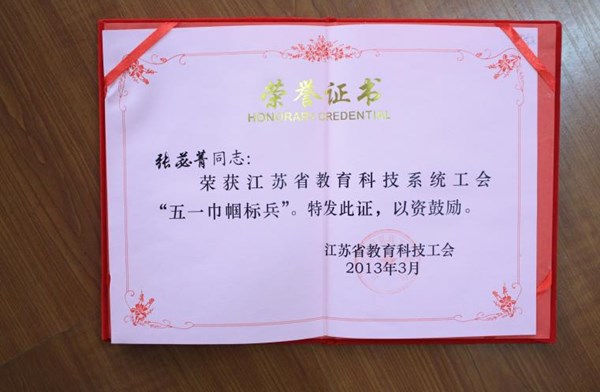 荣誉证书
HONORARY CREDENTIAL
张苾菁同志：
荣获江苏省教育科技系统工会
“五一巾帼标兵”。特发此证，以资鼓励。
江苏省教育科技工会
2013年3月